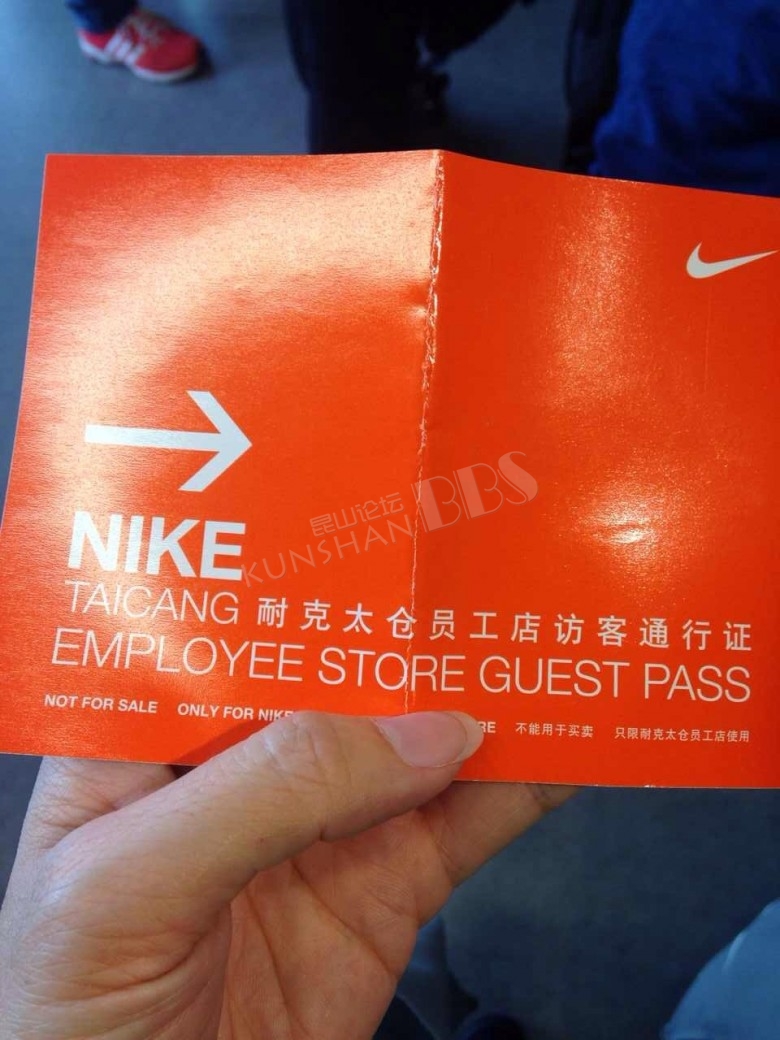 NIKE
TAICANG 耐克太仓员工店访客通行证
EMPLOYEE STORE GUEST PASS
NOT FOR SALE ONLY FOR NIKE 不能用于买卖 只限耐克太仓员工店使用
昆山论坛
KUNSHAN BBS